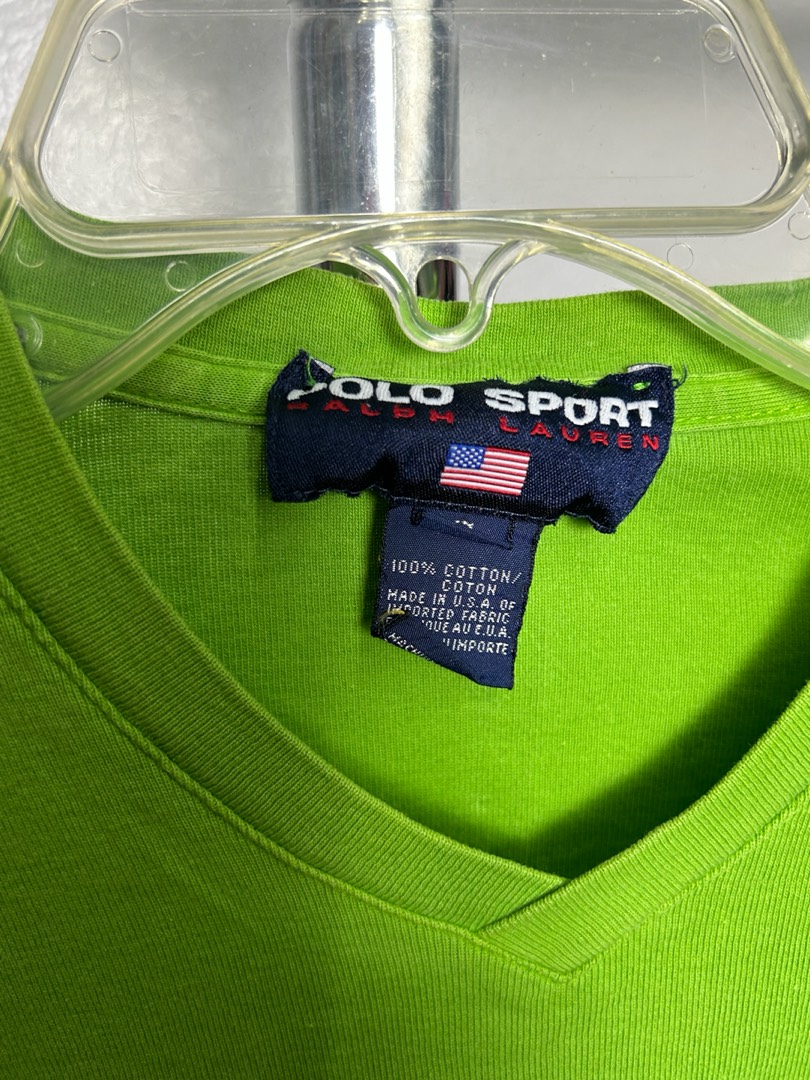 POLO SPORT
RALPH LAUREN
100% COTTON/
COTON
MADE IN U.S.A. OF
IMPORTED FABRIC
AU E.U.A.
IMPORTE